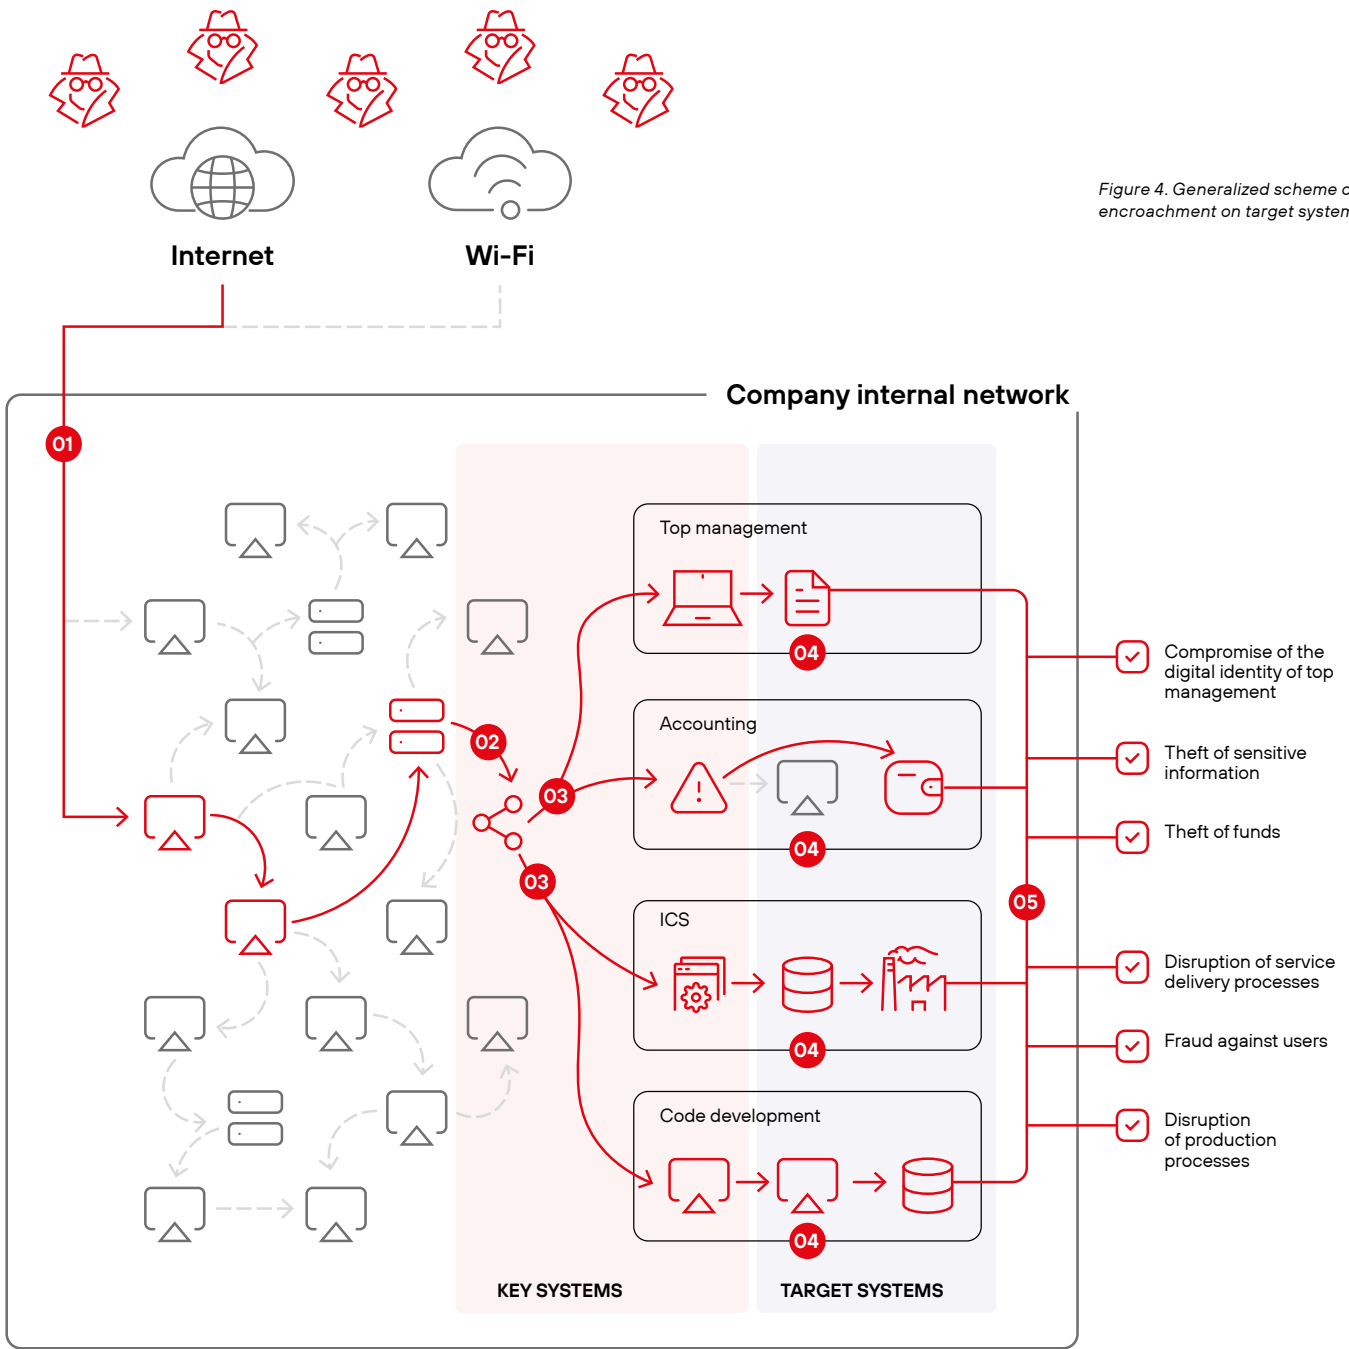 Figure 4. Generalized scheme
encroachment on target system
Internet
Wi-Fi
Company internal network
01
Top management
04
Compromise of the
digital identity of top
management
Accounting
02
03
04
Theft of sensitive
information
Theft of funds
03
05
ICS
04
Disruption of service
delivery processes
Fraud against users
Code development
04
Disruption
of production
processes
KEY SYSTEMS
TARGET SYSTEMS